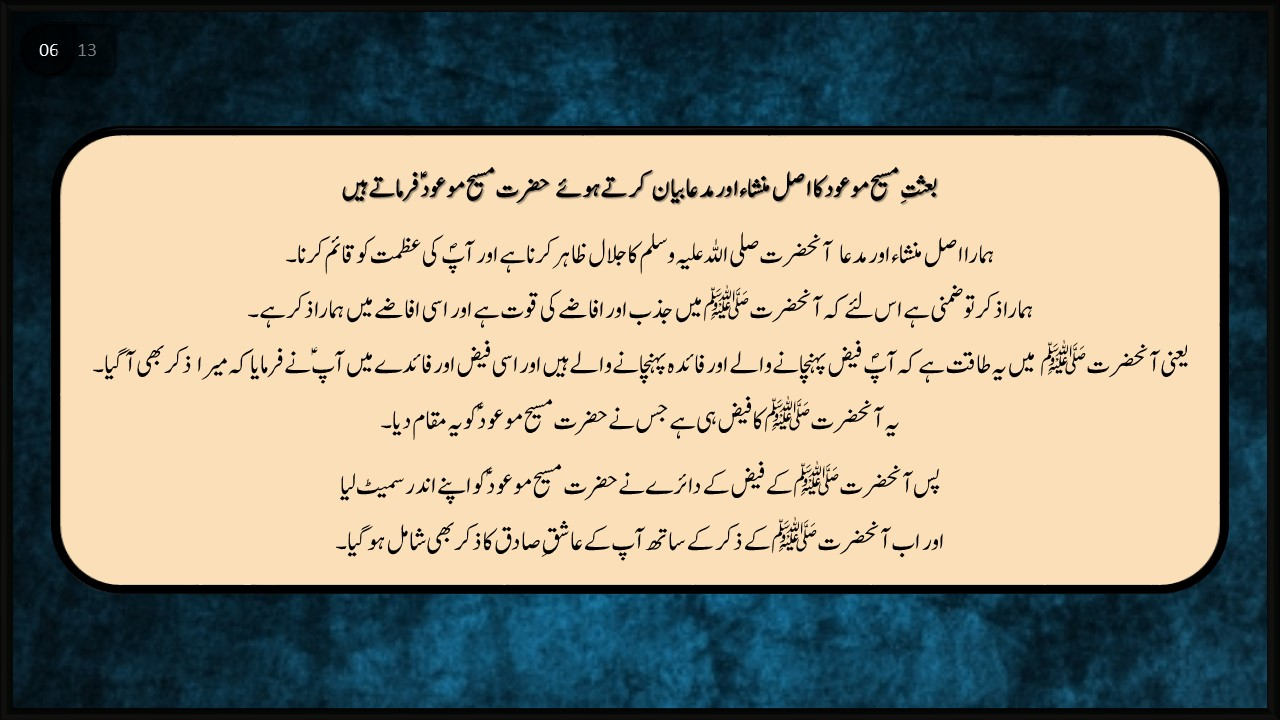 06 13
بعثتِ مسیح موعود کا اصل منشاء اور مدعا بیان کرتے ہوئے حضرت مسیح موعودؑ فرماتے ہیں
ہمارا اصل منشاء اور مدعا آنحضرت صلی اللہ علیہ وسلم کا جلال ظاہر کرنا ہے اور آپؐ کی عظمت کو قائم کرنا۔
ہمارا ذکر تو ضمنی ہے اس لئے کہ آنحضرت ﷺ میں جذب اور افاضے کی قوت ہے اور اسی افاضے میں ہمارا ذکر ہے۔
یعنی آنحضرت ﷺ میں یہ طاقت ہے کہ آپؐ فیض پہنچانے والے اور فائدہ پہنچانے والے ہیں اور اسی فیض اور فائدے میں آپؑ نے فرمایا کہ میرا ذکر بھی آ گیا۔
یہ آنحضرت ﷺ کا فیض ہی ہے جس نے حضرت مسیح موعودؑ کو یہ مقام دیا۔
پس آنحضرت ﷺ کے فیض کے دائرے نے حضرت مسیح موعودؑ کو اپنے اندر سمیٹ لیا
اور اب آنحضرت ﷺ کے ذکر کے ساتھ آپ کے عاشقِ صادق کا ذکر بھی شامل ہو گیا۔